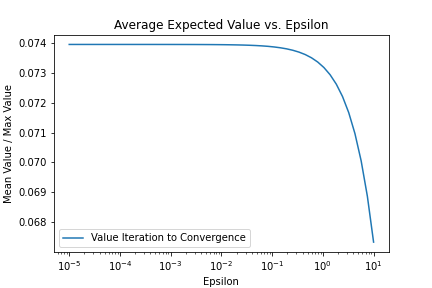 Average Expected Value vs. Epsilon
Mean Value / Max Value
0.074
0.073
0.072
0.071
0.070
0.069
0.068
Value Iteration to Convergence
10⁻⁵ 10⁻⁴ 10⁻³ 10⁻² 10⁻¹ 10⁰ 10¹
Epsilon